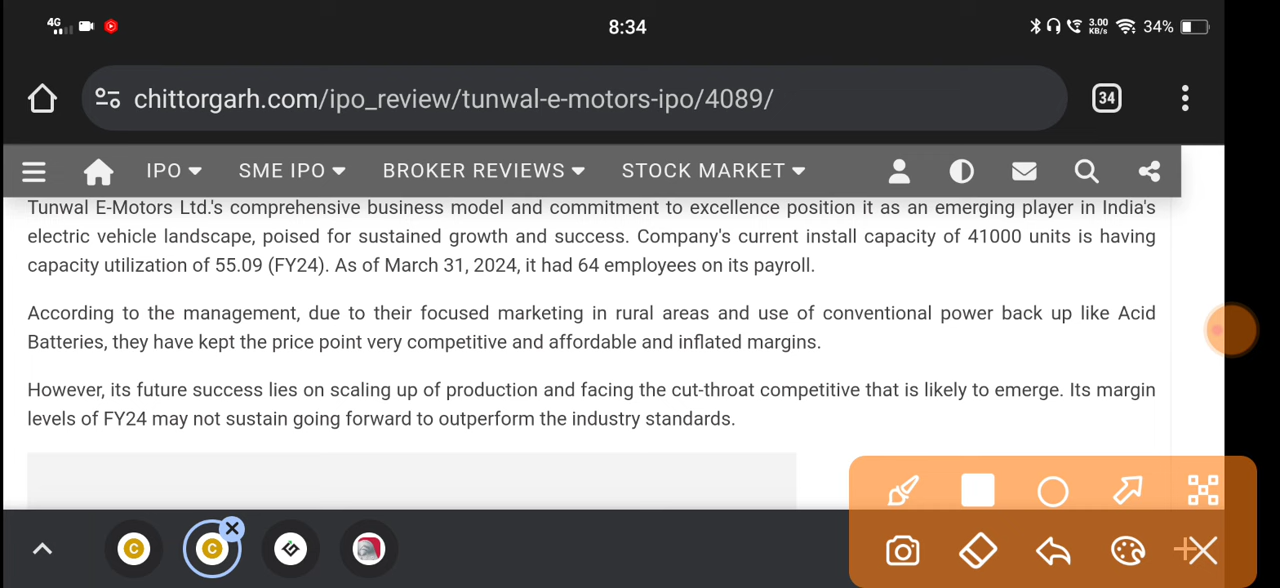 4G 8:34 3.00 KB/s 34%
chittorgarh.com/ipo_review/tunwal-e-motors-ipo/4089/ 34
IPO SME IPO BROKER REVIEWS STOCK MARKET
Tunwal E-Motors Ltd.'s comprehensive business model and commitment to excellence position it as an emerging player in India's
electric vehicle landscape, poised for sustained growth and success. Company's current install capacity of 41000 units is having
capacity utilization of 55.09 (FY24). As of March 31, 2024, it had 64 employees on its payroll.
According to the management, due to their focused marketing in rural areas and use of conventional power back up like Acid
Batteries, they have kept the price point very competitive and affordable and inflated margins.
However, its future success lies on scaling up of production and facing the cut-throat competitive that is likely to emerge. Its margin
levels of FY24 may not sustain going forward to outperform the industry standards.
C C